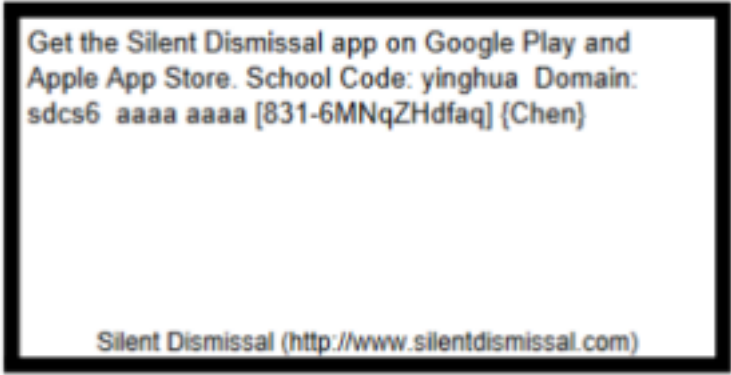 Get the Silent Dismissal app on Google Play and
Apple App Store. School Code: yinghua  Domain:
sdcs6  aaaa aaaa [831-6MNqZHdfaq] {Chen}
Silent Dismissal (http://www.silentdismissal.com)